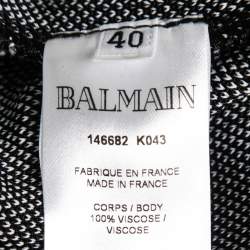 40
BALMAIN
146682 K043
FABRIQUE EN FRANCE
MADE IN FRANCE
CORPS / BODY
100% VISCOSE /
VISCOSE